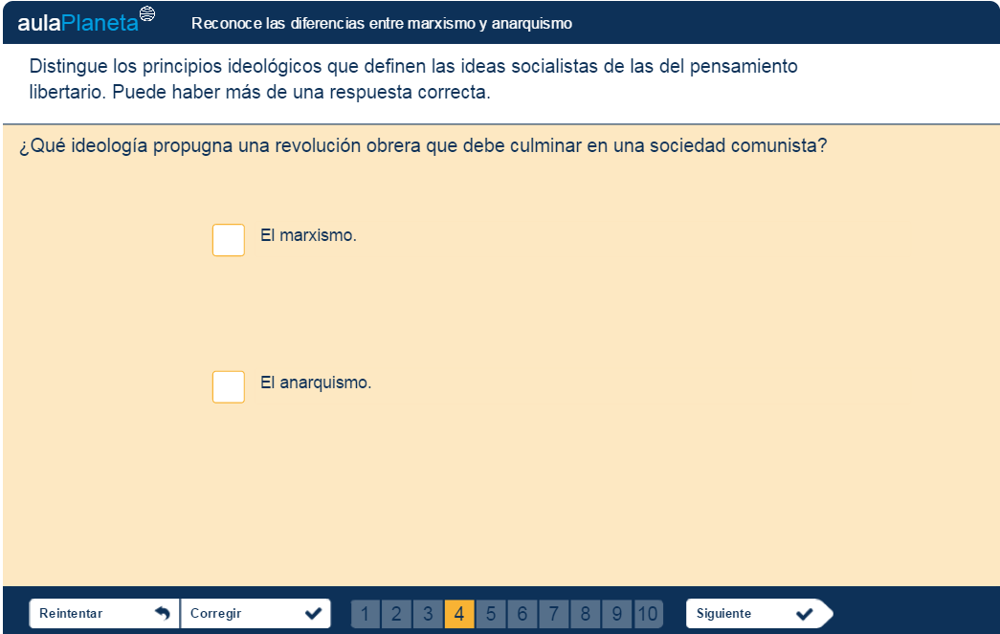 aulaPlaneta Reconoce las diferencias entre marxismo y anarquismo
Distingue los principios ideológicos que definen las ideas socialistas de las del pensamiento
libertario. Puede haber más de una respuesta correcta.
¿Qué ideología propugna una revolución obrera que debe culminar en una sociedad comunista?
El marxismo.
El anarquismo.
Reintentar Corregir 1 2 3 4 5 6 7 8 9 10 Siguiente